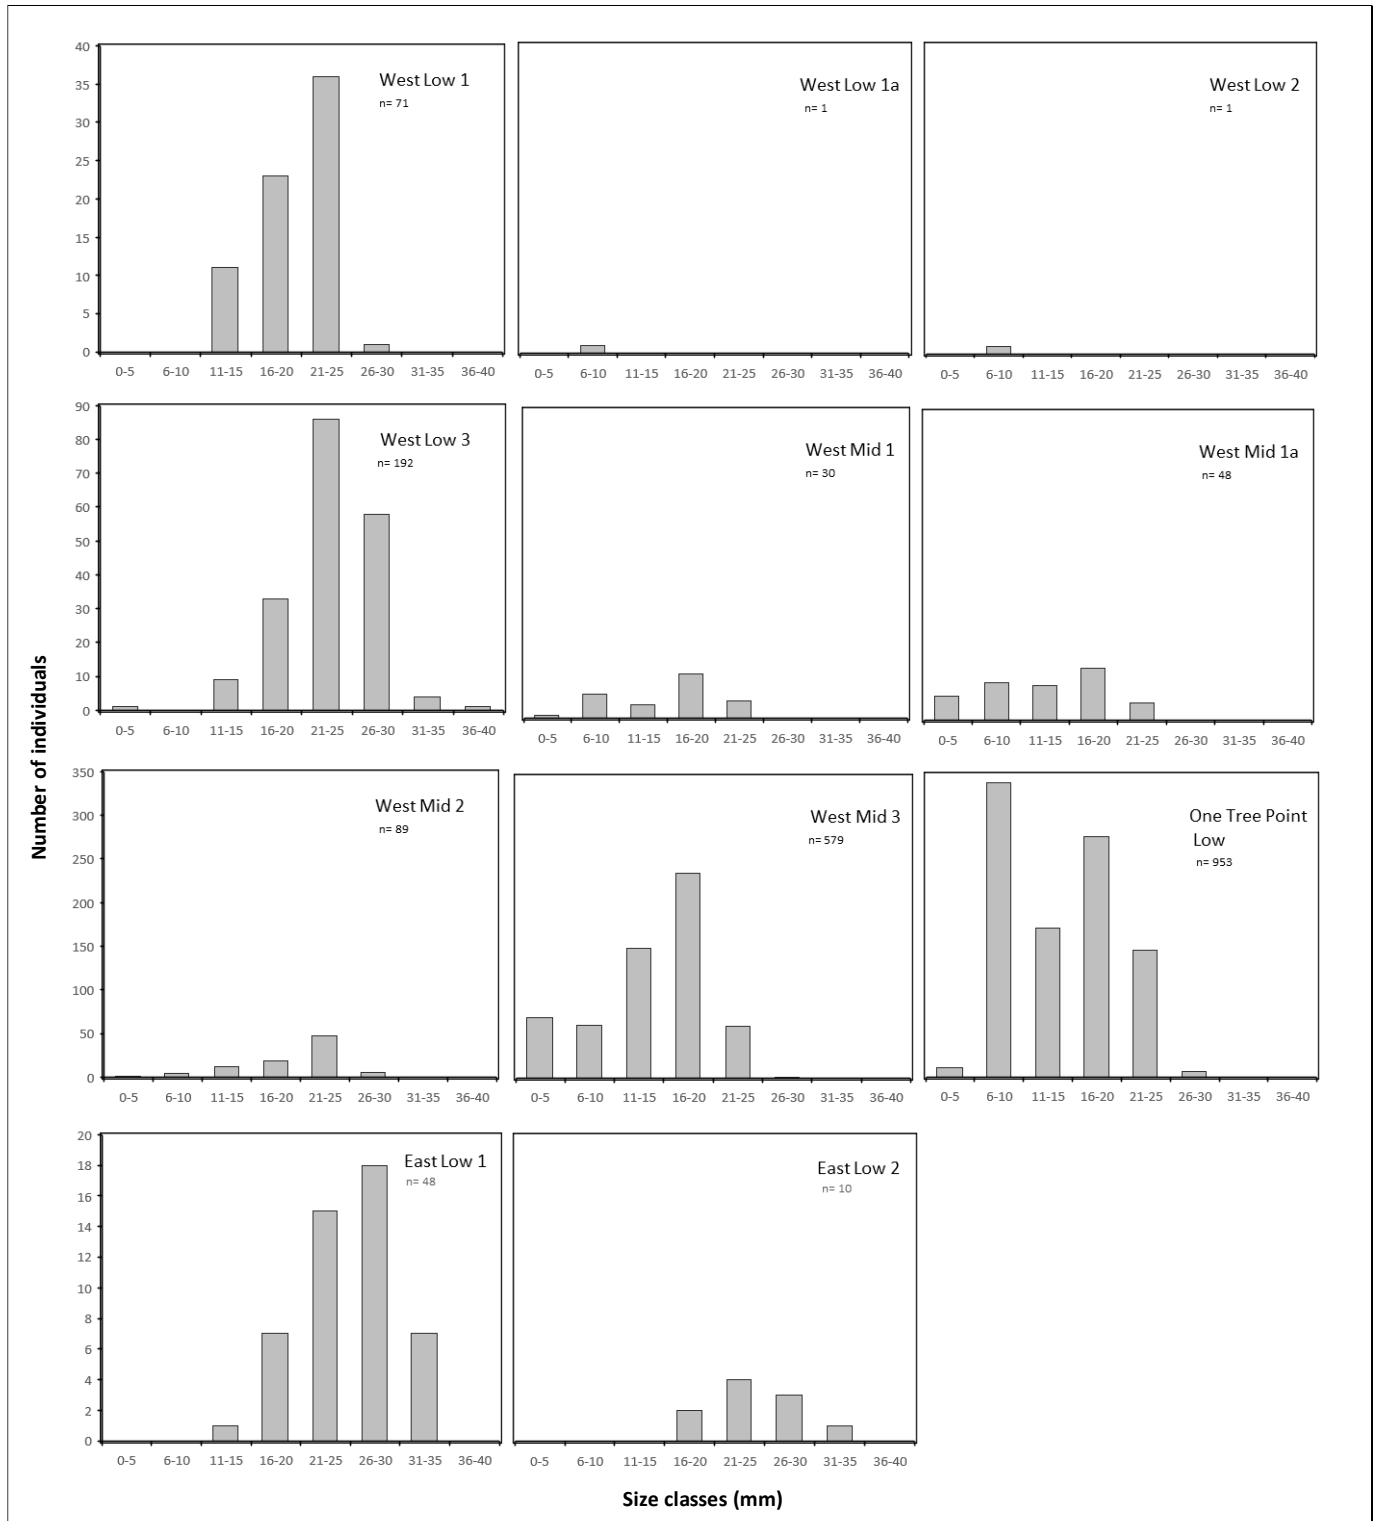 40
35
30
25
20
15
10
5
0
West Low 1
n= 71
0-5 6-10 11-15 16-20 21-25 26-30 31-35 36-40
West Low 1a
n= 1
0-5 6-10 11-15 16-20 21-25 26-30 31-35 36-40
West Low 2
n= 1
0-5 6-10 11-15 16-20 21-25 26-30 31-35 36-40
90
80
70
60
50
40
30
20
10
0
West Low 3
n= 192
0-5 6-10 11-15 16-20 21-25 26-30 31-35 36-40
West Mid 1
n= 30
0-5 6-10 11-15 16-20 21-25 26-30 31-35 36-40
West Mid 1a
n= 48
0-5 6-10 11-15 16-20 21-25 26-30 31-35 36-40
Number of individuals
350
300
250
200
150
100
50
0
West Mid 2
n= 89
0-5 6-10 11-15 16-20 21-25 26-30 31-35 36-40
West Mid 3
n= 579
0-5 6-10 11-15 16-20 21-25 26-30 31-35 36-40
One Tree Point
Low
n= 953
0-5 6-10 11-15 16-20 21-25 26-30 31-35 36-40
20
18
16
14
12
10
8
6
4
2
0
East Low 1
n= 48
0-5 6-10 11-15 16-20 21-25 26-30 31-35 36-40
East Low 2
n= 10
0-5 6-10 11-15 16-20 21-25 26-30 31-35 36-40
Size classes (mm)